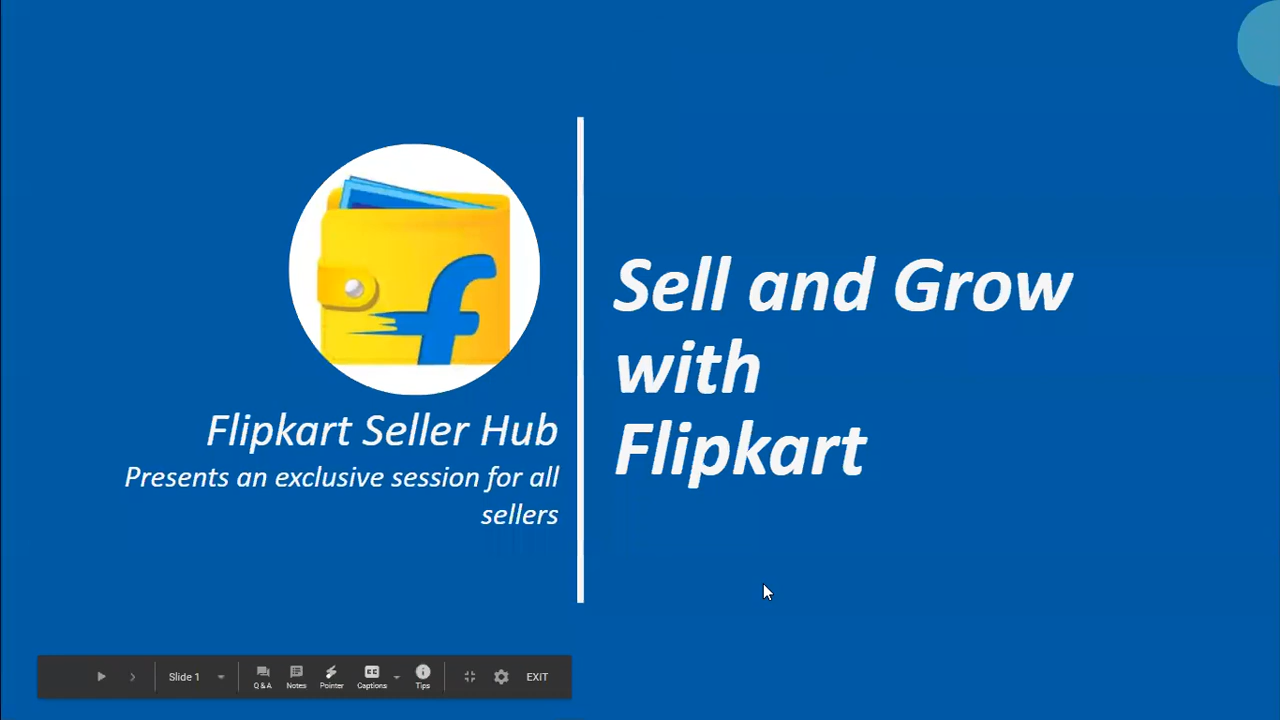 Flipkart Seller Hub
Presents an exclusive session for all
sellers
Sell and Grow
with
Flipkart
Slide 1
Q & A
Notes
Pointer
Captions
Tips
EXIT